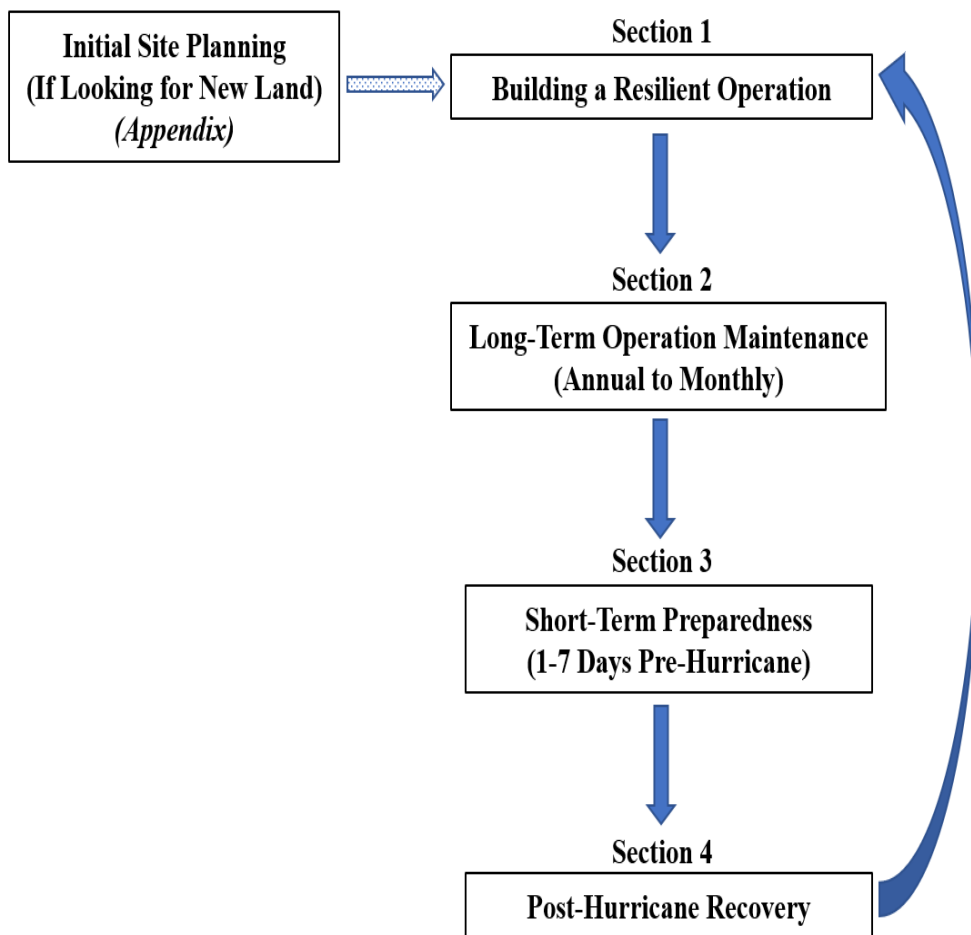 Initial Site Planning
(If Looking for New Land)
(Appendix)
Section 1
Building a Resilient Operation
Section 2
Long-Term Operation Maintenance
(Annual to Monthly)
Section 3
Short-Term Preparedness
(1-7 Days Pre-Hurricane)
Section 4
Post-Hurricane Recovery